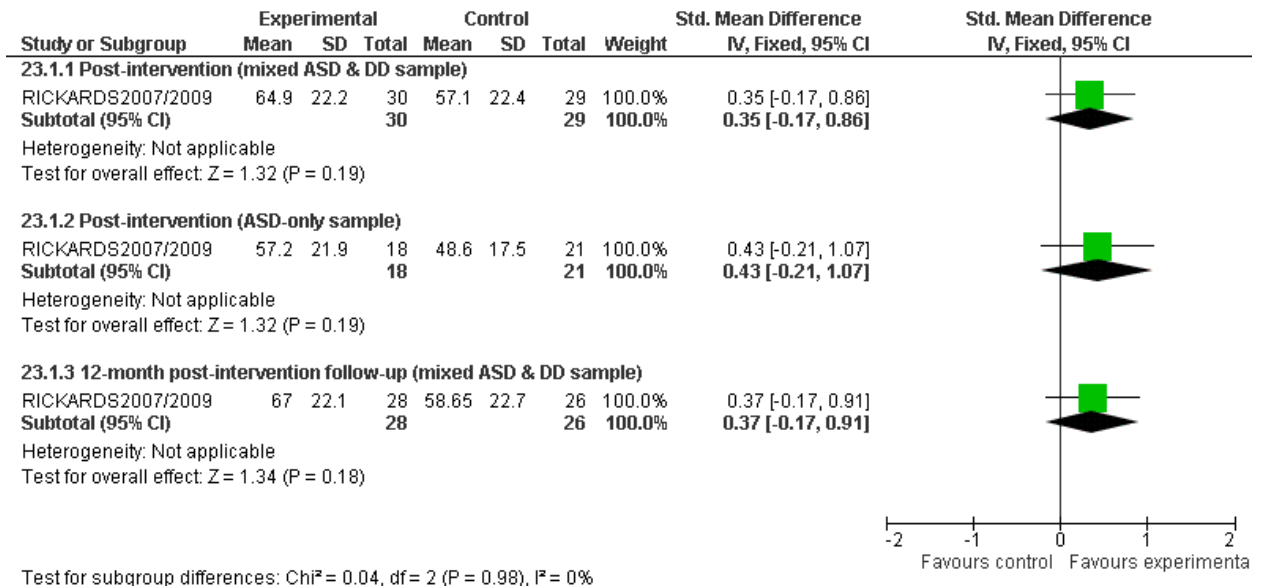 Experimental Control Std. Mean Difference Std. Mean Difference
Study or Subgroup Mean SD Total Mean SD Total Weight IV, Fixed, 95% CI IV, Fixed, 95% CI
23.1.1 Post-intervention (mixed ASD & DD sample)
RICKARDS2007/2009 64.9 22.2 30 57.1 22.4 29 100.0% 0.35 [-0.17, 0.86]
Subtotal (95% CI) 30 29 100.0% 0.35 [-0.17, 0.86]
Heterogeneity: Not applicable
Test for overall effect: Z = 1.32 (P = 0.19)
23.1.2 Post-intervention (ASD-only sample)
RICKARDS2007/2009 57.2 21.9 18 48.6 17.5 21 100.0% 0.43 [-0.21, 1.07]
Subtotal (95% CI) 18 21 100.0% 0.43 [-0.21, 1.07]
Heterogeneity: Not applicable
Test for overall effect: Z = 1.32 (P = 0.19)
23.1.3 12-month post-intervention follow-up (mixed ASD & DD sample)
RICKARDS2007/2009 67 22.1 28 58.65 22.7 26 100.0% 0.37 [-0.17, 0.91]
Subtotal (95% CI) 28 26 100.0% 0.37 [-0.17, 0.91]
Heterogeneity: Not applicable
Test for overall effect: Z = 1.34 (P = 0.18)
-2 -1 0 1 2
Favours control Favours experimenta
Test for subgroup differences: Chi² = 0.04, df = 2 (P = 0.98), I² = 0%